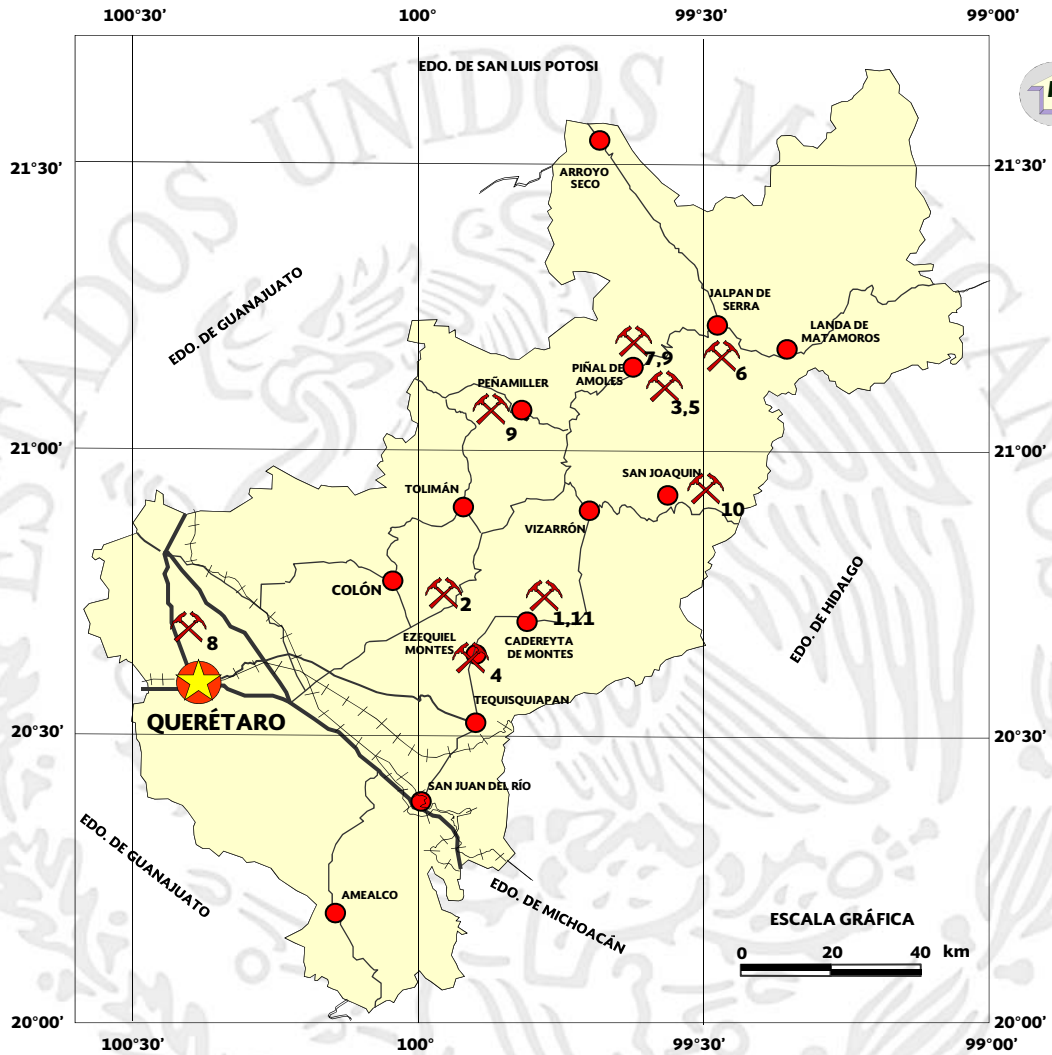 100°30’
100°
99°30’
99°00’
EDO. DE SAN LUIS POTOSI
UNIDOS
21°30’
21°30’
ARROYO
SECO
EDO. DE GUANAJUATO
JALPAN DE
SERRA
LANDA DE
MATAMOROS
7,9
PIÑAL DE
AMOLES
6
PEÑAMILLER
3,5
9
21°00’
21°00’
SAN JOAQUIN
TOLIMÁN
10
VIZARRÓN
EDO. DE HIDALGO
COLÓN
2
1,11
EZEQUIEL
MONTES
CADEREYTA
DE MONTES
8
4
TEQUISQUIAPAN
QUERÉTARO
20°30’
20°30’
SAN JUAN DEL RÍO
EDO. DE GUANAJUATO
AMEALCO
EDO. DE MICHOACÁN
ESCALA GRÁFICA
0 20 40 km
20°00’
20°00’
100°30’
100°
99°30’
99°00’